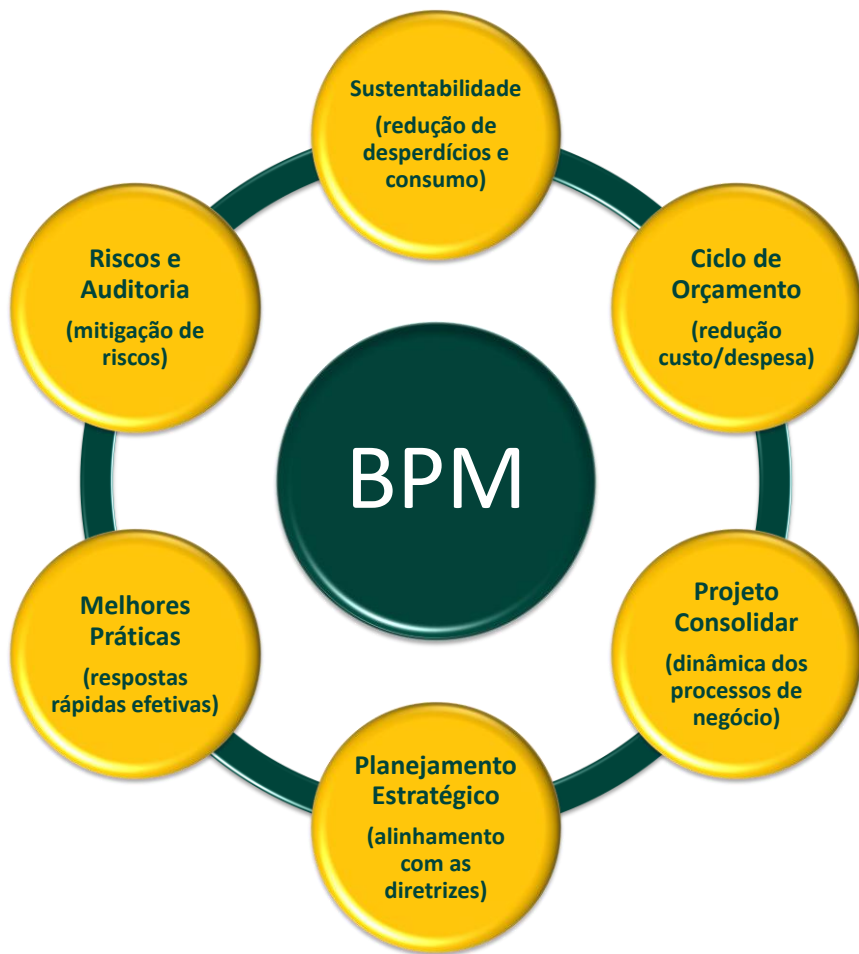 Sustentabilidade
(redução de
desperdícios e
consumo)
Ciclo de
Orçamento
(redução
custo/despesa)
Projeto
Consolidar
(dinâmica dos
processos de
negócio)
Planejamento
Estratégico
(alinhamento
com as
diretrizes)
Melhores
Práticas
(respostas
rápidas efetivas)
Riscos e
Auditoria
(mitigação de
riscos)
BPM